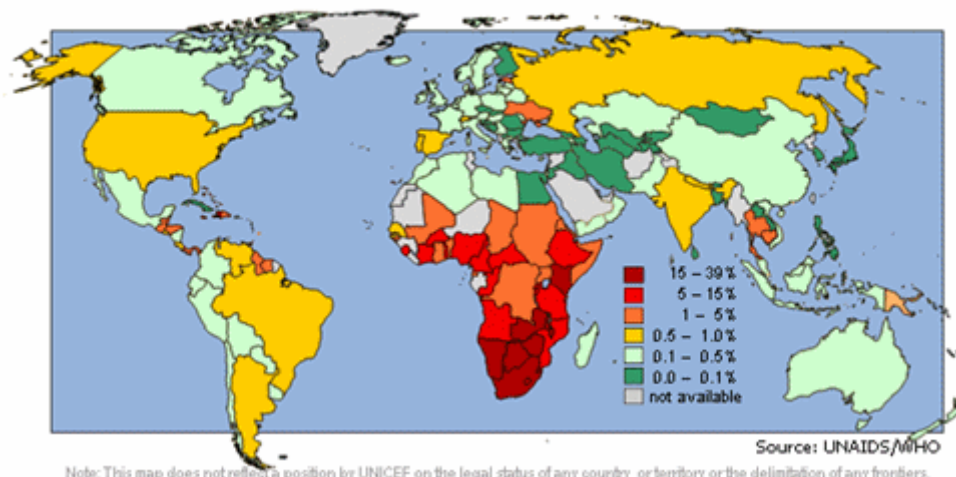 15 – 39%
5 – 15%
1 – 5%
0.5 – 1.0%
0.1 – 0.5%
0.0 – 0.1%
not available
Source: UNAIDS/WHO
Note: This map does not reflect a position by UNICEF on the legal status of any country, or territory or the delimitation of any frontiers.